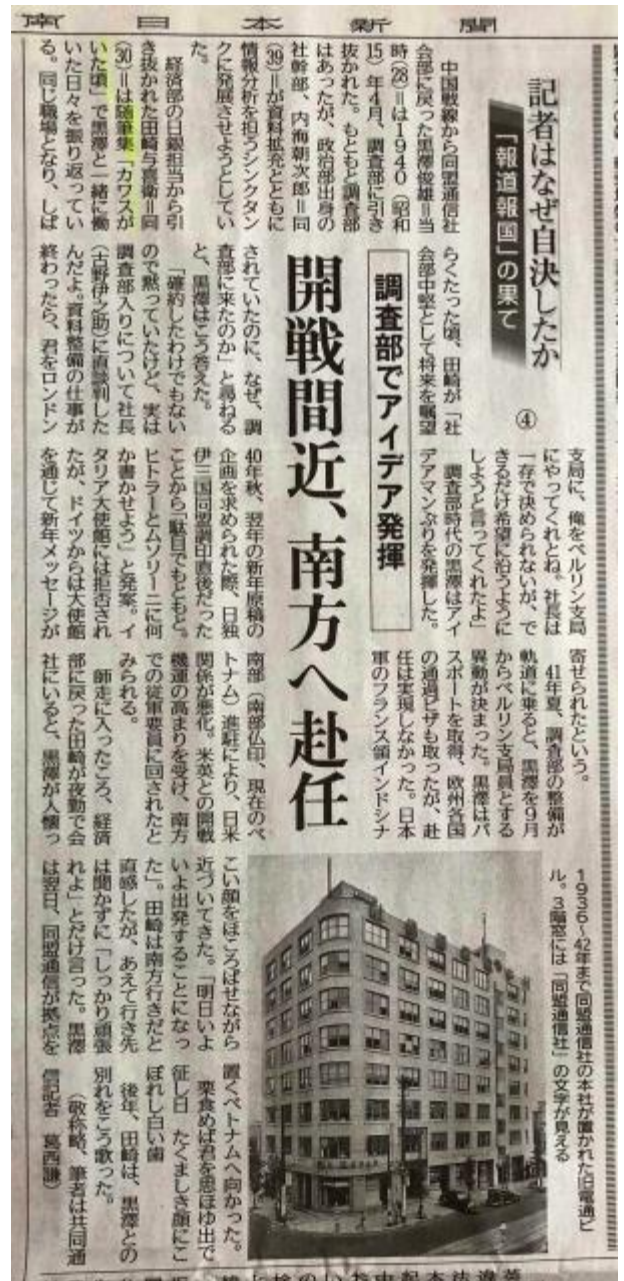 南日本新聞
記者はなぜ自決したか
「報道報国」の果て
④
開戦間近、南方へ赴任
調査部でアイデア発揮
中国戦線から同盟通信社
会部に戻った黒澤俊雄＝当
時(28)＝は1940（昭和
15）年4月、調査部に引き
抜かれた。もともと調査部
はあったが、政治部出身の
社幹部、内海朝次郎＝同
(39)＝が資料拡充とともに
情報分析を担うシンクタン
クに発展させようとしてい
た。
経済部の日銀担当から引
き抜かれた田崎与喜衛＝同
(30)＝は随筆集「カワスが
いた頃」で黒澤と一緒に働
いた日々を振り返ってい
る。同じ職場となり、しば
らくたった頃、田崎が「社
会部中堅として将来を嘱望
されていたのに、なぜ、調
査部に来たのか」と尋ねる
と、黒澤はこう答えた。
「確約したわけでもない
ので黙っていたけど、実は
調査部入りについて社長
（古野伊之助）に直談判した
んだよ。資料整備の仕事が
終わったら、君をロンドン
支局に、俺をベルリン支局
にやってくれとね。社長は
一存で決められないが、で
きるだけ希望に沿うように
しようと言ってくれたよ」
調査部時代の黒澤はアイ
デアマンぶりを発揮した。
40年秋、翌年の新年原稿の
企画を求められた際、日独
伊三国同盟調印直後だった
ことから「駄目でもともと。
ヒトラーとムソリーニに何
か書かせよう」と発案。イ
タリア大使館には拒否され
たが、ドイツからは大使館
を通じて新年メッセージが
寄せられたという。
41年夏、調査部の整備が
軌道に乗ると、黒澤を9月
からベルリン支局員とする
異動が決まった。黒澤はパ
スポートを取得、欧州各国
の通過ビザも取ったが、赴
任は実現しなかった。日本
軍のフランス領インドシナ
南部（南部仏印、現在のベ
トナム）進駐により、日米
関係が悪化。米英との開戦
機運の高まりを受け、南方
での従軍要員に回されたと
みられる。
師走に入ったころ、経済
部に戻った田崎が夜勤で会
社にいると、黒澤が人懐っ
こい顔をほころばせながら
近づいてきた。「明日いよ
いよ出発することになっ
た」。田崎は南方行きだと
直感したが、あえて行き先
は聞かずに「しっかり頑張
れよ」とだけ言った。黒澤
は翌日、同盟通信が拠点を
置くベトナムへ向かった。
栗食めば君を思ほゆ出で
征し日　たくましき顔にこ
ぼれし白い歯
後年、田崎は、黒澤との
別れをこう歌った。
（敬称略、筆者は共同通
信記者　葛西謙）
1936〜42年まで同盟通信社の本社が置かれた旧電通ビ
ル。3階窓には「同盟通信社」の文字が見える